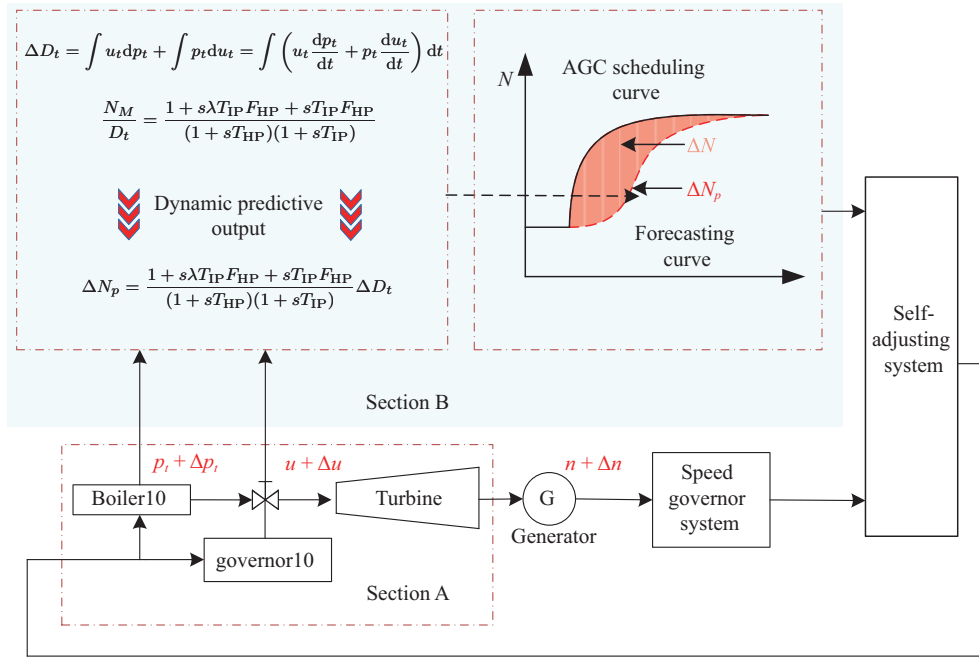 ΔD_t = ∫ u_t dp_t + ∫ p_t du_t = ∫ (u_t dp_t/dt + p_t du_t/dt) dt
N_M/D_t = (1 + sλT_IP F_HP + sT_IP F_HP)/((1 + sT_HP)(1 + sT_IP))
Dynamic predictive
output
ΔN_p = (1 + sλT_IP F_HP + sT_IP F_HP)/((1 + sT_HP)(1 + sT_IP)) ΔD_t
N
AGC scheduling
curve
ΔN
ΔN_p
Forecasting
curve
Section B
Self-
adjusting
system
p_t + Δp_t
u + Δu
n + Δn
Boiler10
Turbine
G
Generator
Speed
governor
system
governor10
Section A